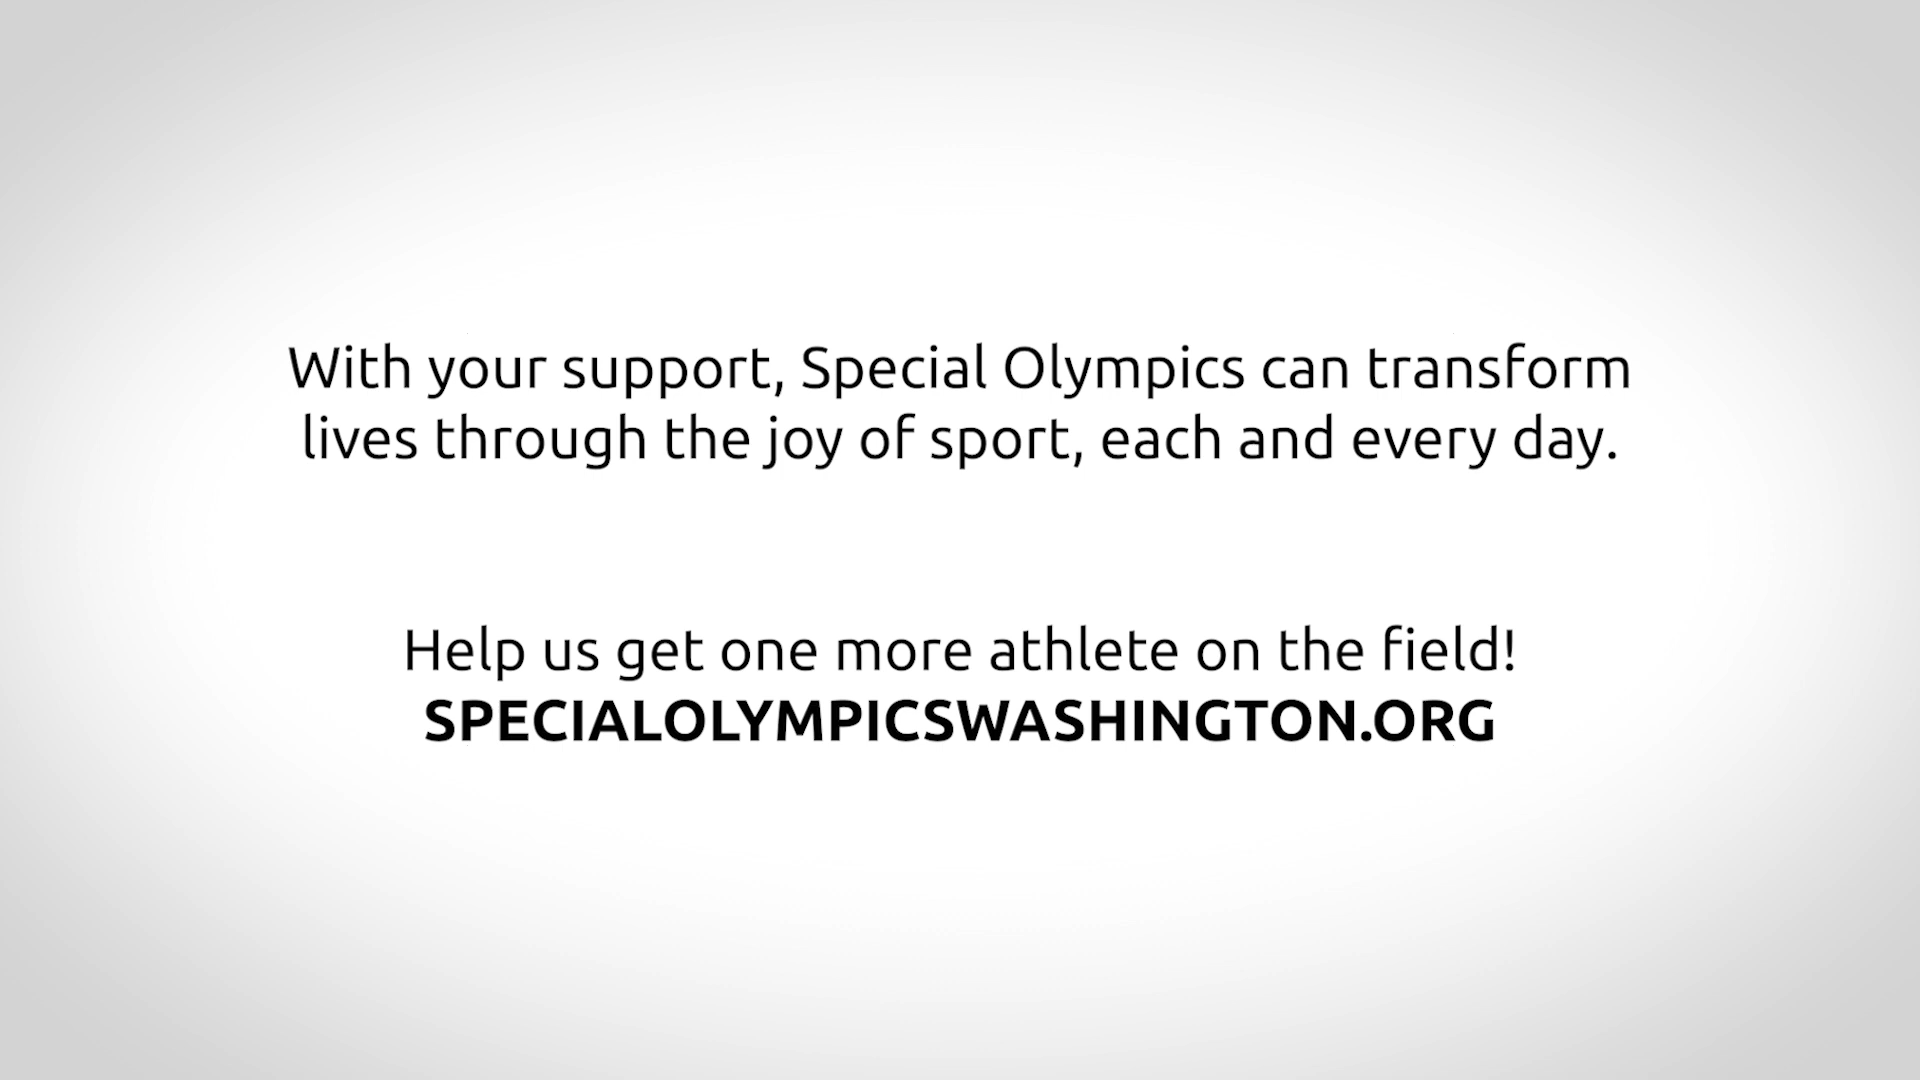 With your support, Special Olympics can transform
lives through the joy of sport, each and every day.
Help us get one more athlete on the field!
SPECIALOLYMPICSWASHINGTON.ORG